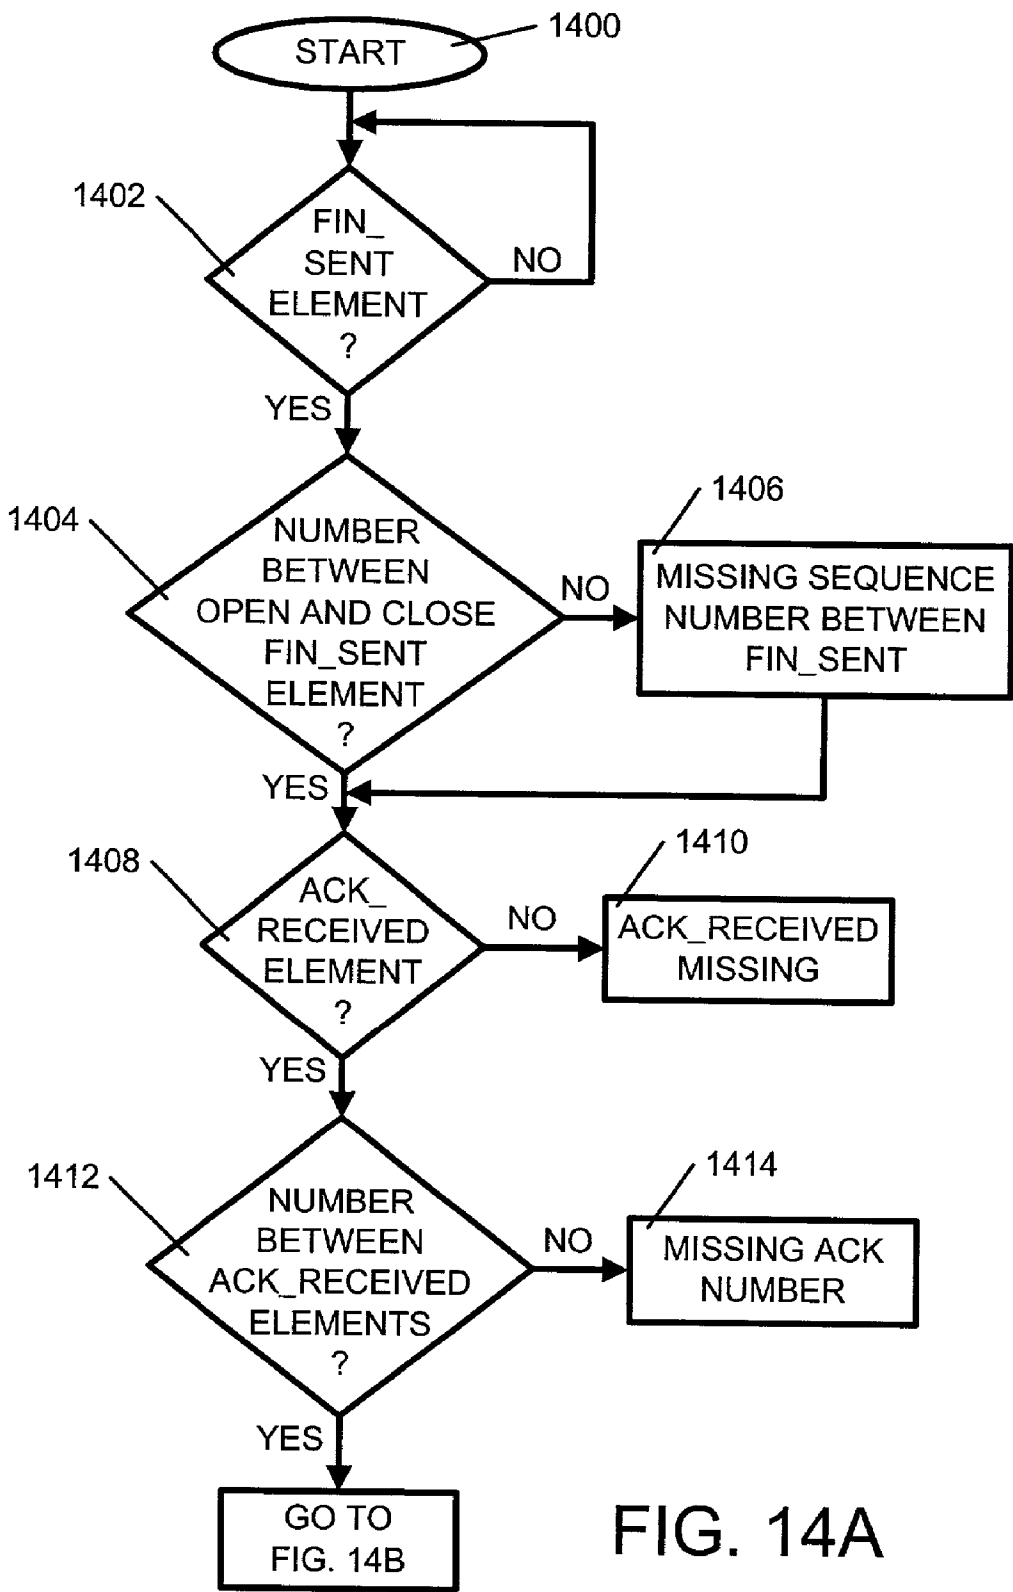 START
1400
1402
FIN_
SENT
ELEMENT
?
NO
YES
1404
NUMBER
BETWEEN
OPEN AND CLOSE
FIN_SENT
ELEMENT
?
NO
1406
MISSING SEQUENCE
NUMBER BETWEEN
FIN_SENT
YES
1408
ACK_
RECEIVED
ELEMENT
?
NO
1410
ACK_RECEIVED
MISSING
YES
1412
NUMBER
BETWEEN
ACK_RECEIVED
ELEMENTS
?
NO
1414
MISSING ACK
NUMBER
YES
GO TO
FIG. 14B
FIG. 14A